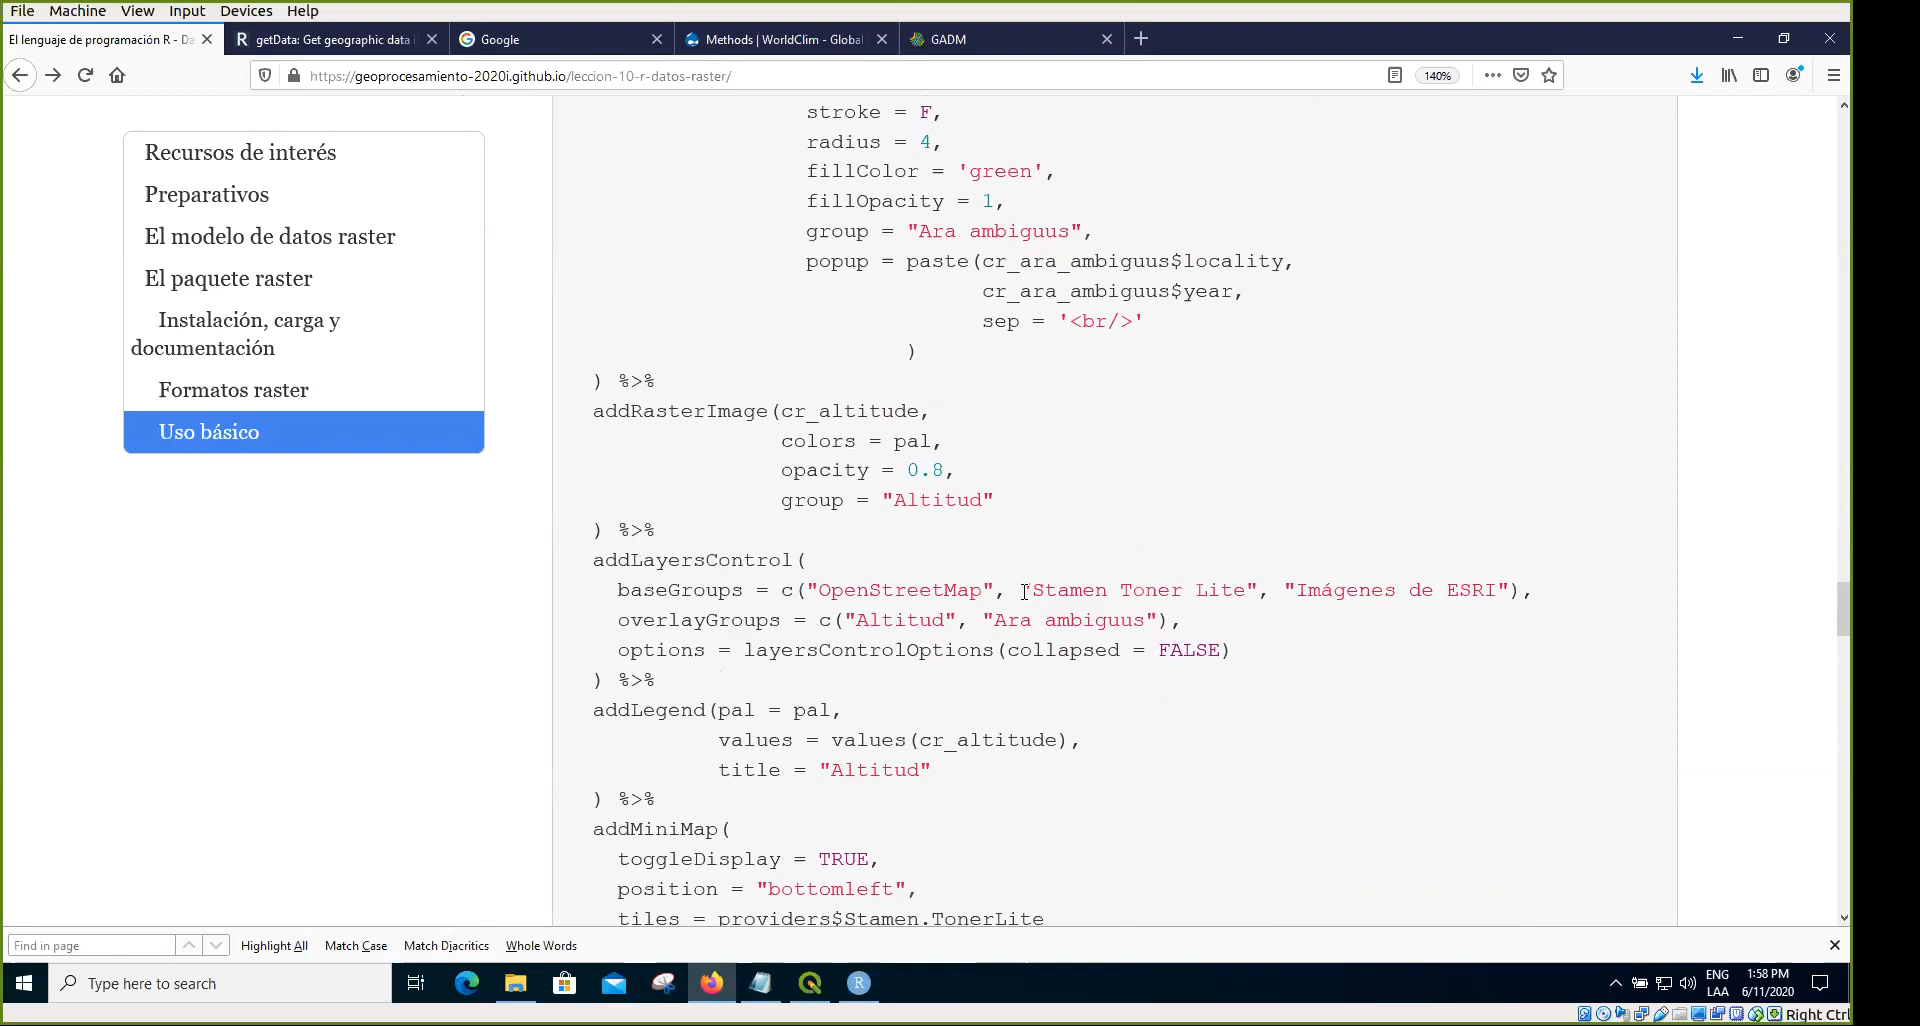 File Machine View Input Devices Help
El lenguaje de programación R - Da
getData: Get geographic data i
Google
Methods | WorldClim - Global
GADM
https://geoprocesamiento-2020i.github.io/leccion-10-r-datos-raster/
140%
Recursos de interés
Preparativos
El modelo de datos raster
El paquete raster
Instalación, carga y
documentación
Formatos raster
Uso básico
stroke = F,
radius = 4,
fillColor = 'green',
fillOpacity = 1,
group = "Ara ambiguus",
popup = paste(cr_ara_ambiguus$locality,
cr_ara_ambiguus$year,
sep = '<br/>'
)
) %>%
addRasterImage(cr_altitude,
colors = pal,
opacity = 0.8,
group = "Altitud"
) %>%
addLayersControl(
baseGroups = c("OpenStreetMap", "Stamen Toner Lite", "Imágenes de ESRI"),
overlayGroups = c("Altitud", "Ara ambiguus"),
options = layersControlOptions(collapsed = FALSE)
) %>%
addLegend(pal = pal,
values = values(cr_altitude),
title = "Altitud"
) %>%
addMiniMap(
toggleDisplay = TRUE,
position = "bottomleft",
tiles = providers$Stamen.TonerLite
Find in page
Highlight All Match Case Match Diacritics Whole Words
Type here to search
ENG
LAA
1:58 PM
6/11/2020
Right Ctrl